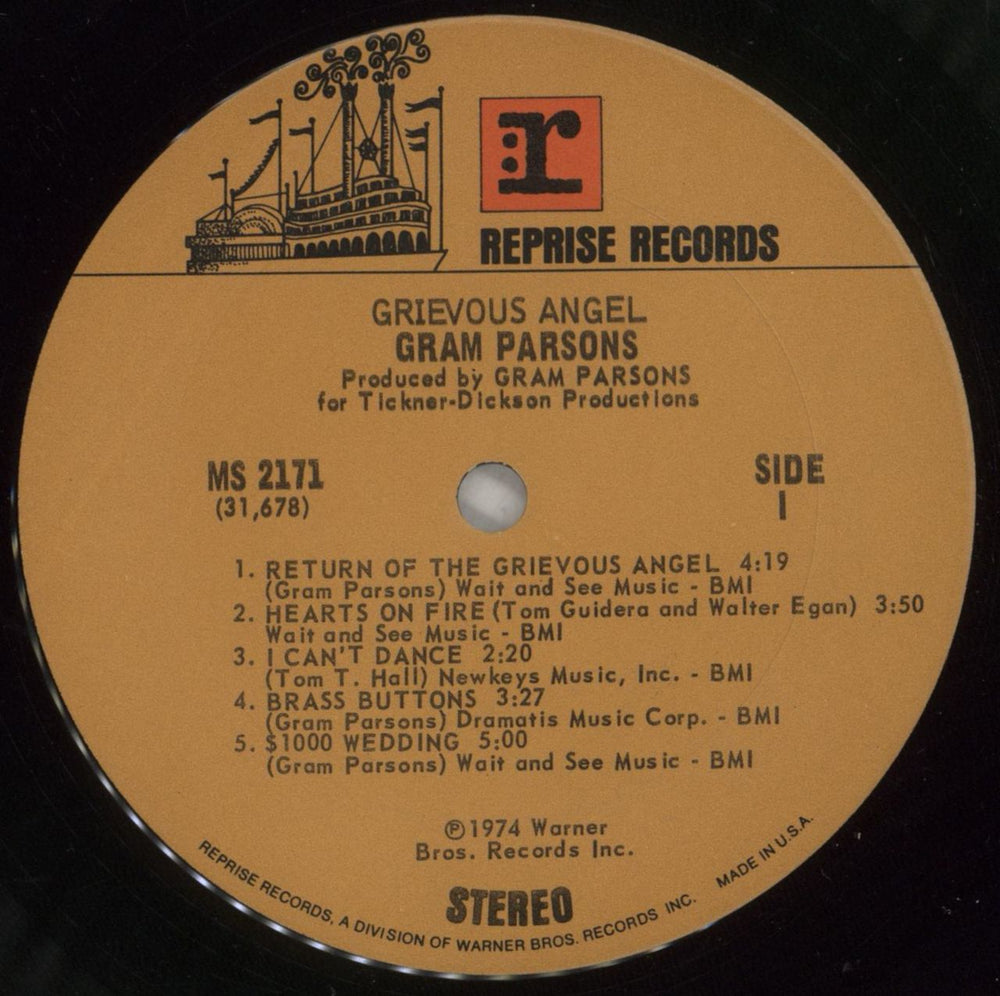 :r
REPRISE RECORDS
GRIEVOUS ANGEL
GRAM PARSONS
Produced by GRAM PARSONS
for Tickner-Dickson Productions
MS 2171
(31,678)
SIDE
1
1. RETURN OF THE GRIEVOUS ANGEL 4:19
(Gram Parsons) Wait and See Music - BMI
2. HEARTS ON FIRE (Tom Guidera and Walter Egan) 3:50
Wait and See Music - BMI
3. I CAN'T DANCE 2:20
(Tom T. Hall) Newkeys Music, Inc. - BMI
4. BRASS BUTTONS 3:27
(Gram Parsons) Dramatis Music Corp. - BMI
5. $1000 WEDDING 5:00
(Gram Parsons) Wait and See Music - BMI
℗1974 Warner
Bros. Records Inc.
STEREO
REPRISE RECORDS, A DIVISION OF WARNER BROS. RECORDS INC. MADE IN U.S.A.